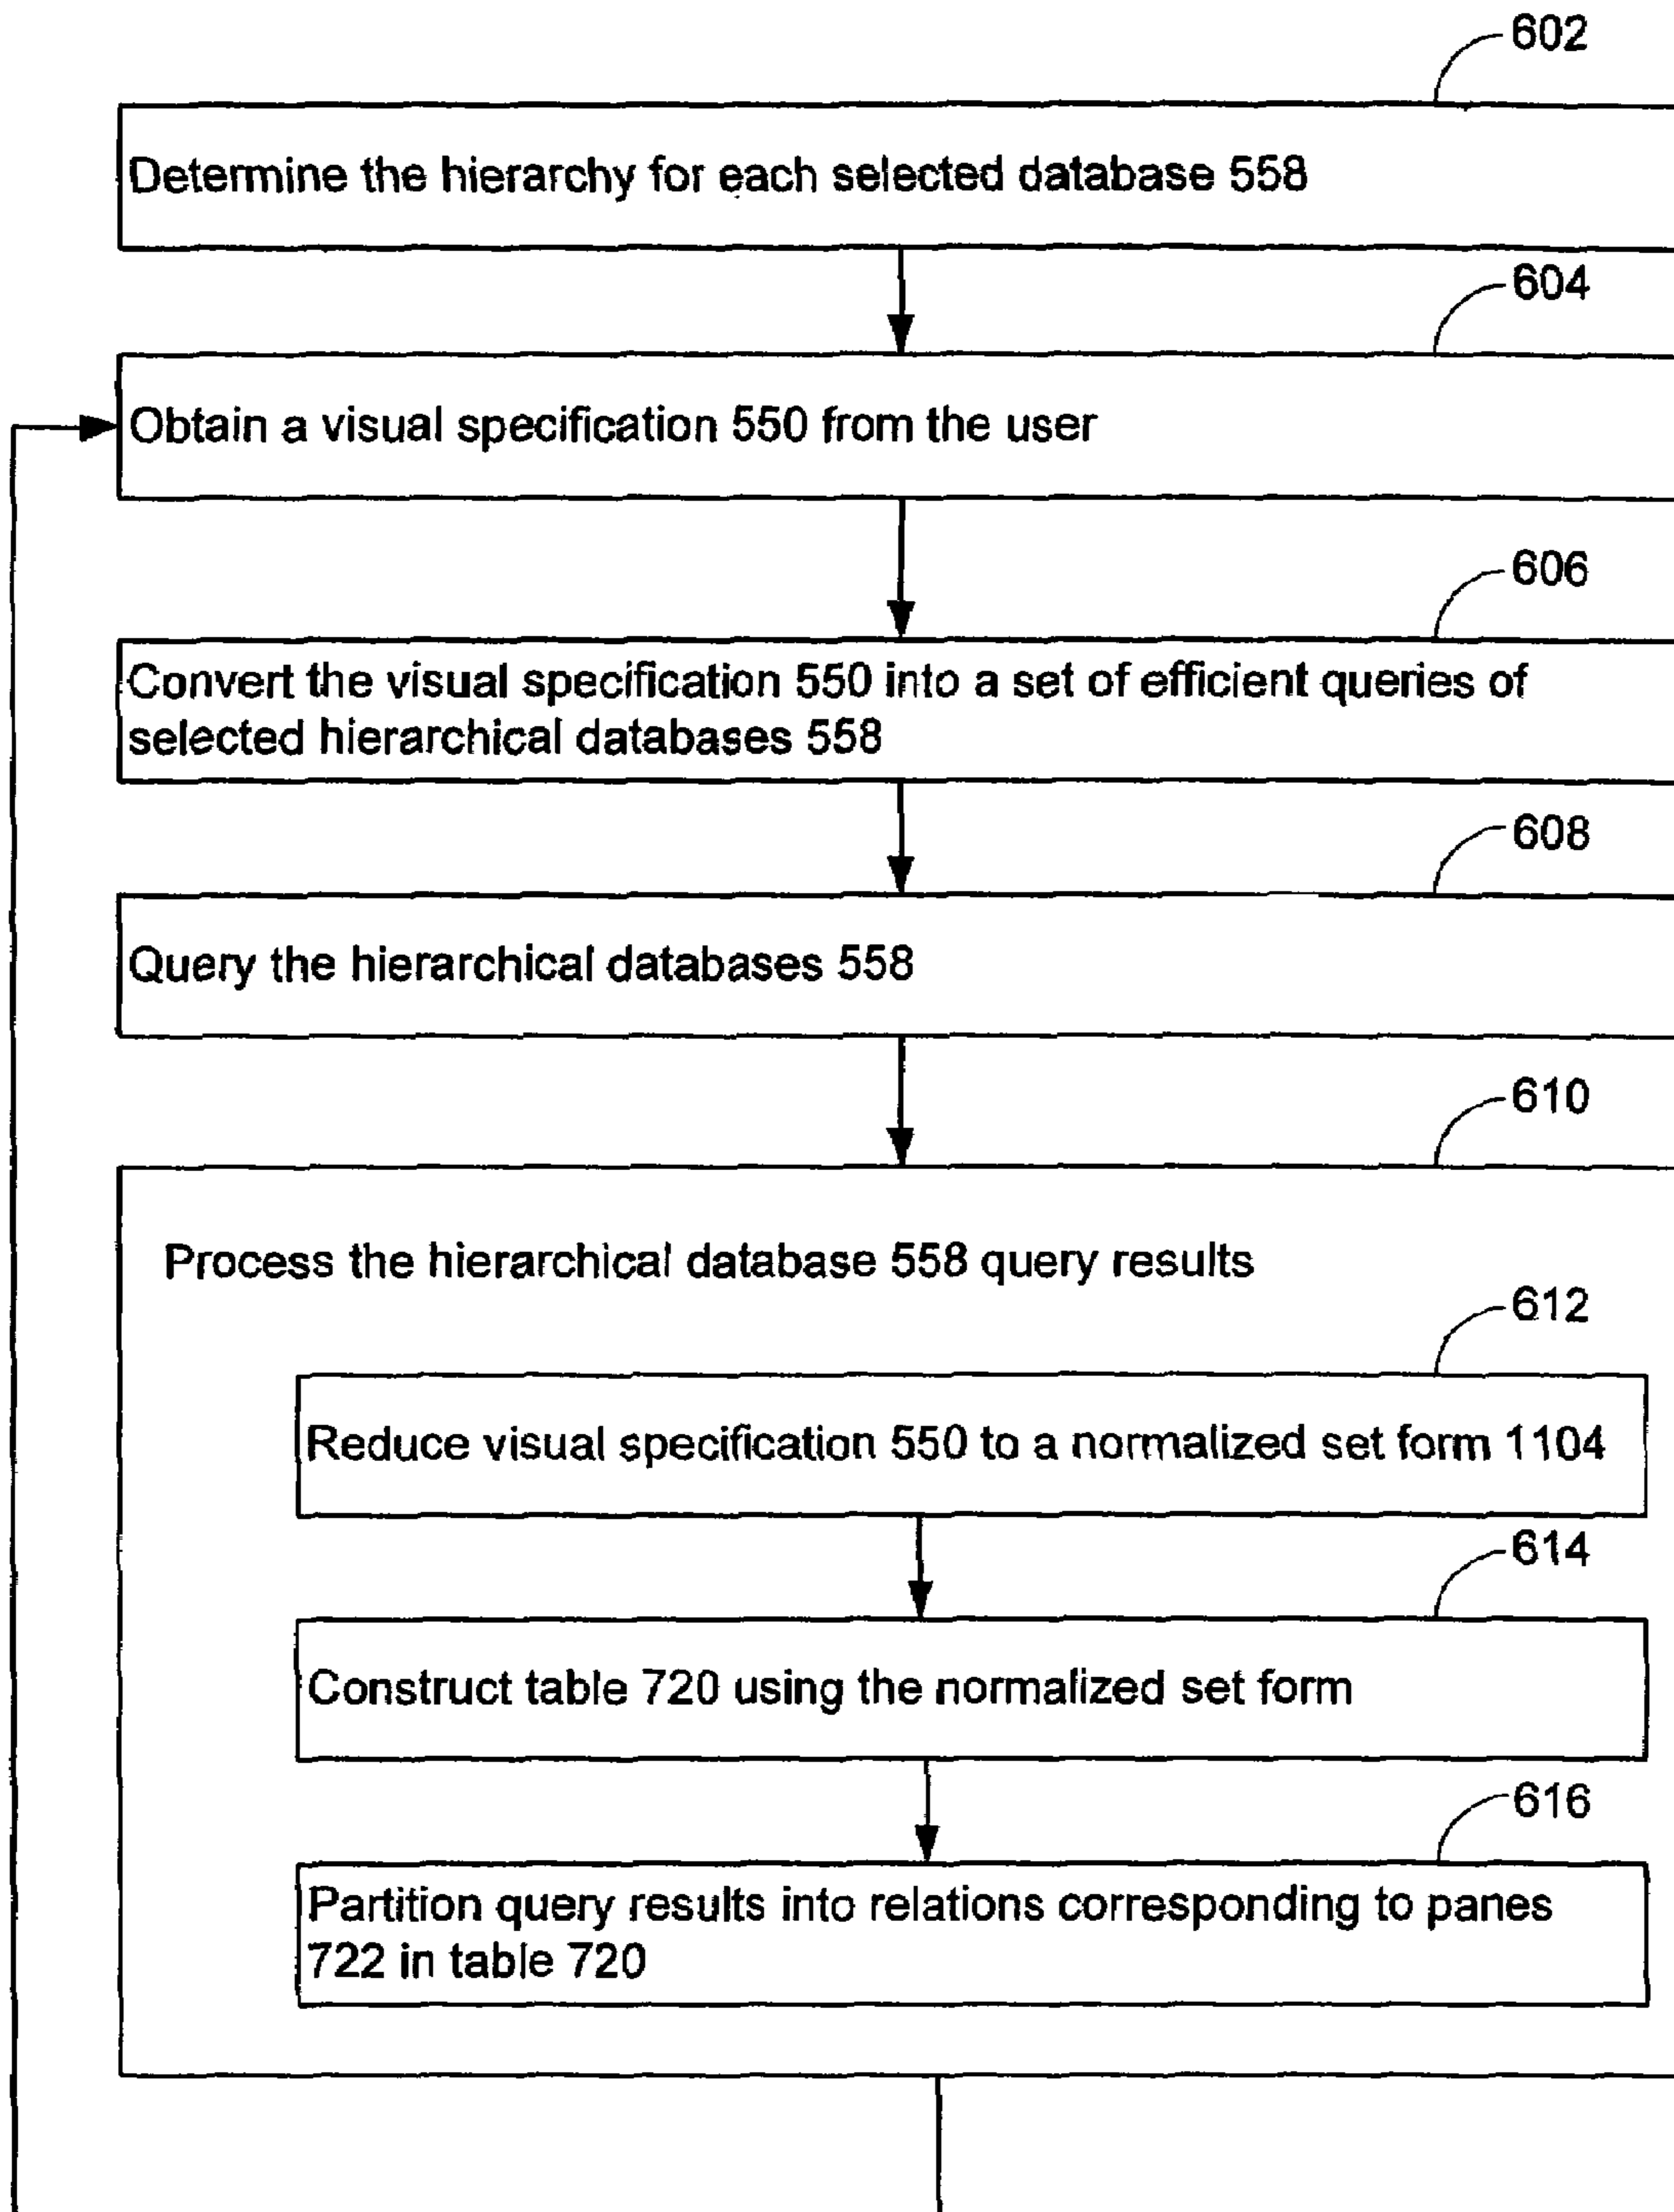 602
Determine the hierarchy for each selected database 558
604
Obtain a visual specification 550 from the user
606
Convert the visual specification 550 into a set of efficient queries of
selected hierarchical databases 558
608
Query the hierarchical databases 558
610
Process the hierarchical database 558 query results
612
Reduce visual specification 550 to a normalized set form 1104
614
Construct table 720 using the normalized set form
616
Partition query results into relations corresponding to panes
722 in table 720